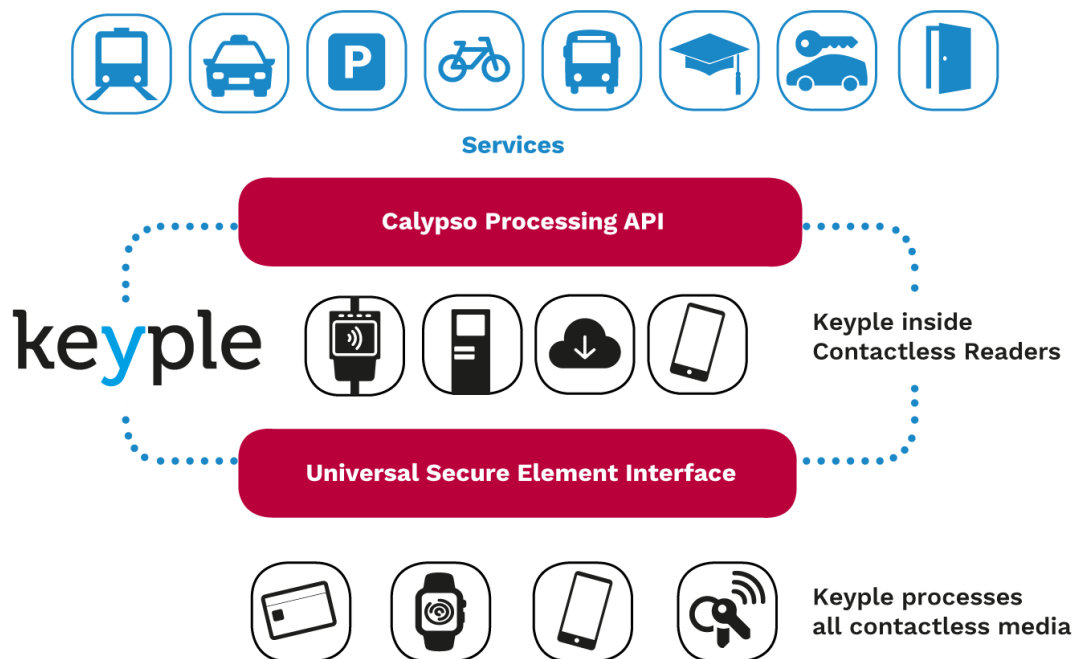 P
Services
Calypso Processing API
keyple
Keyple inside
Contactless Readers
Universal Secure Element Interface
Keyple processes
all contactless media